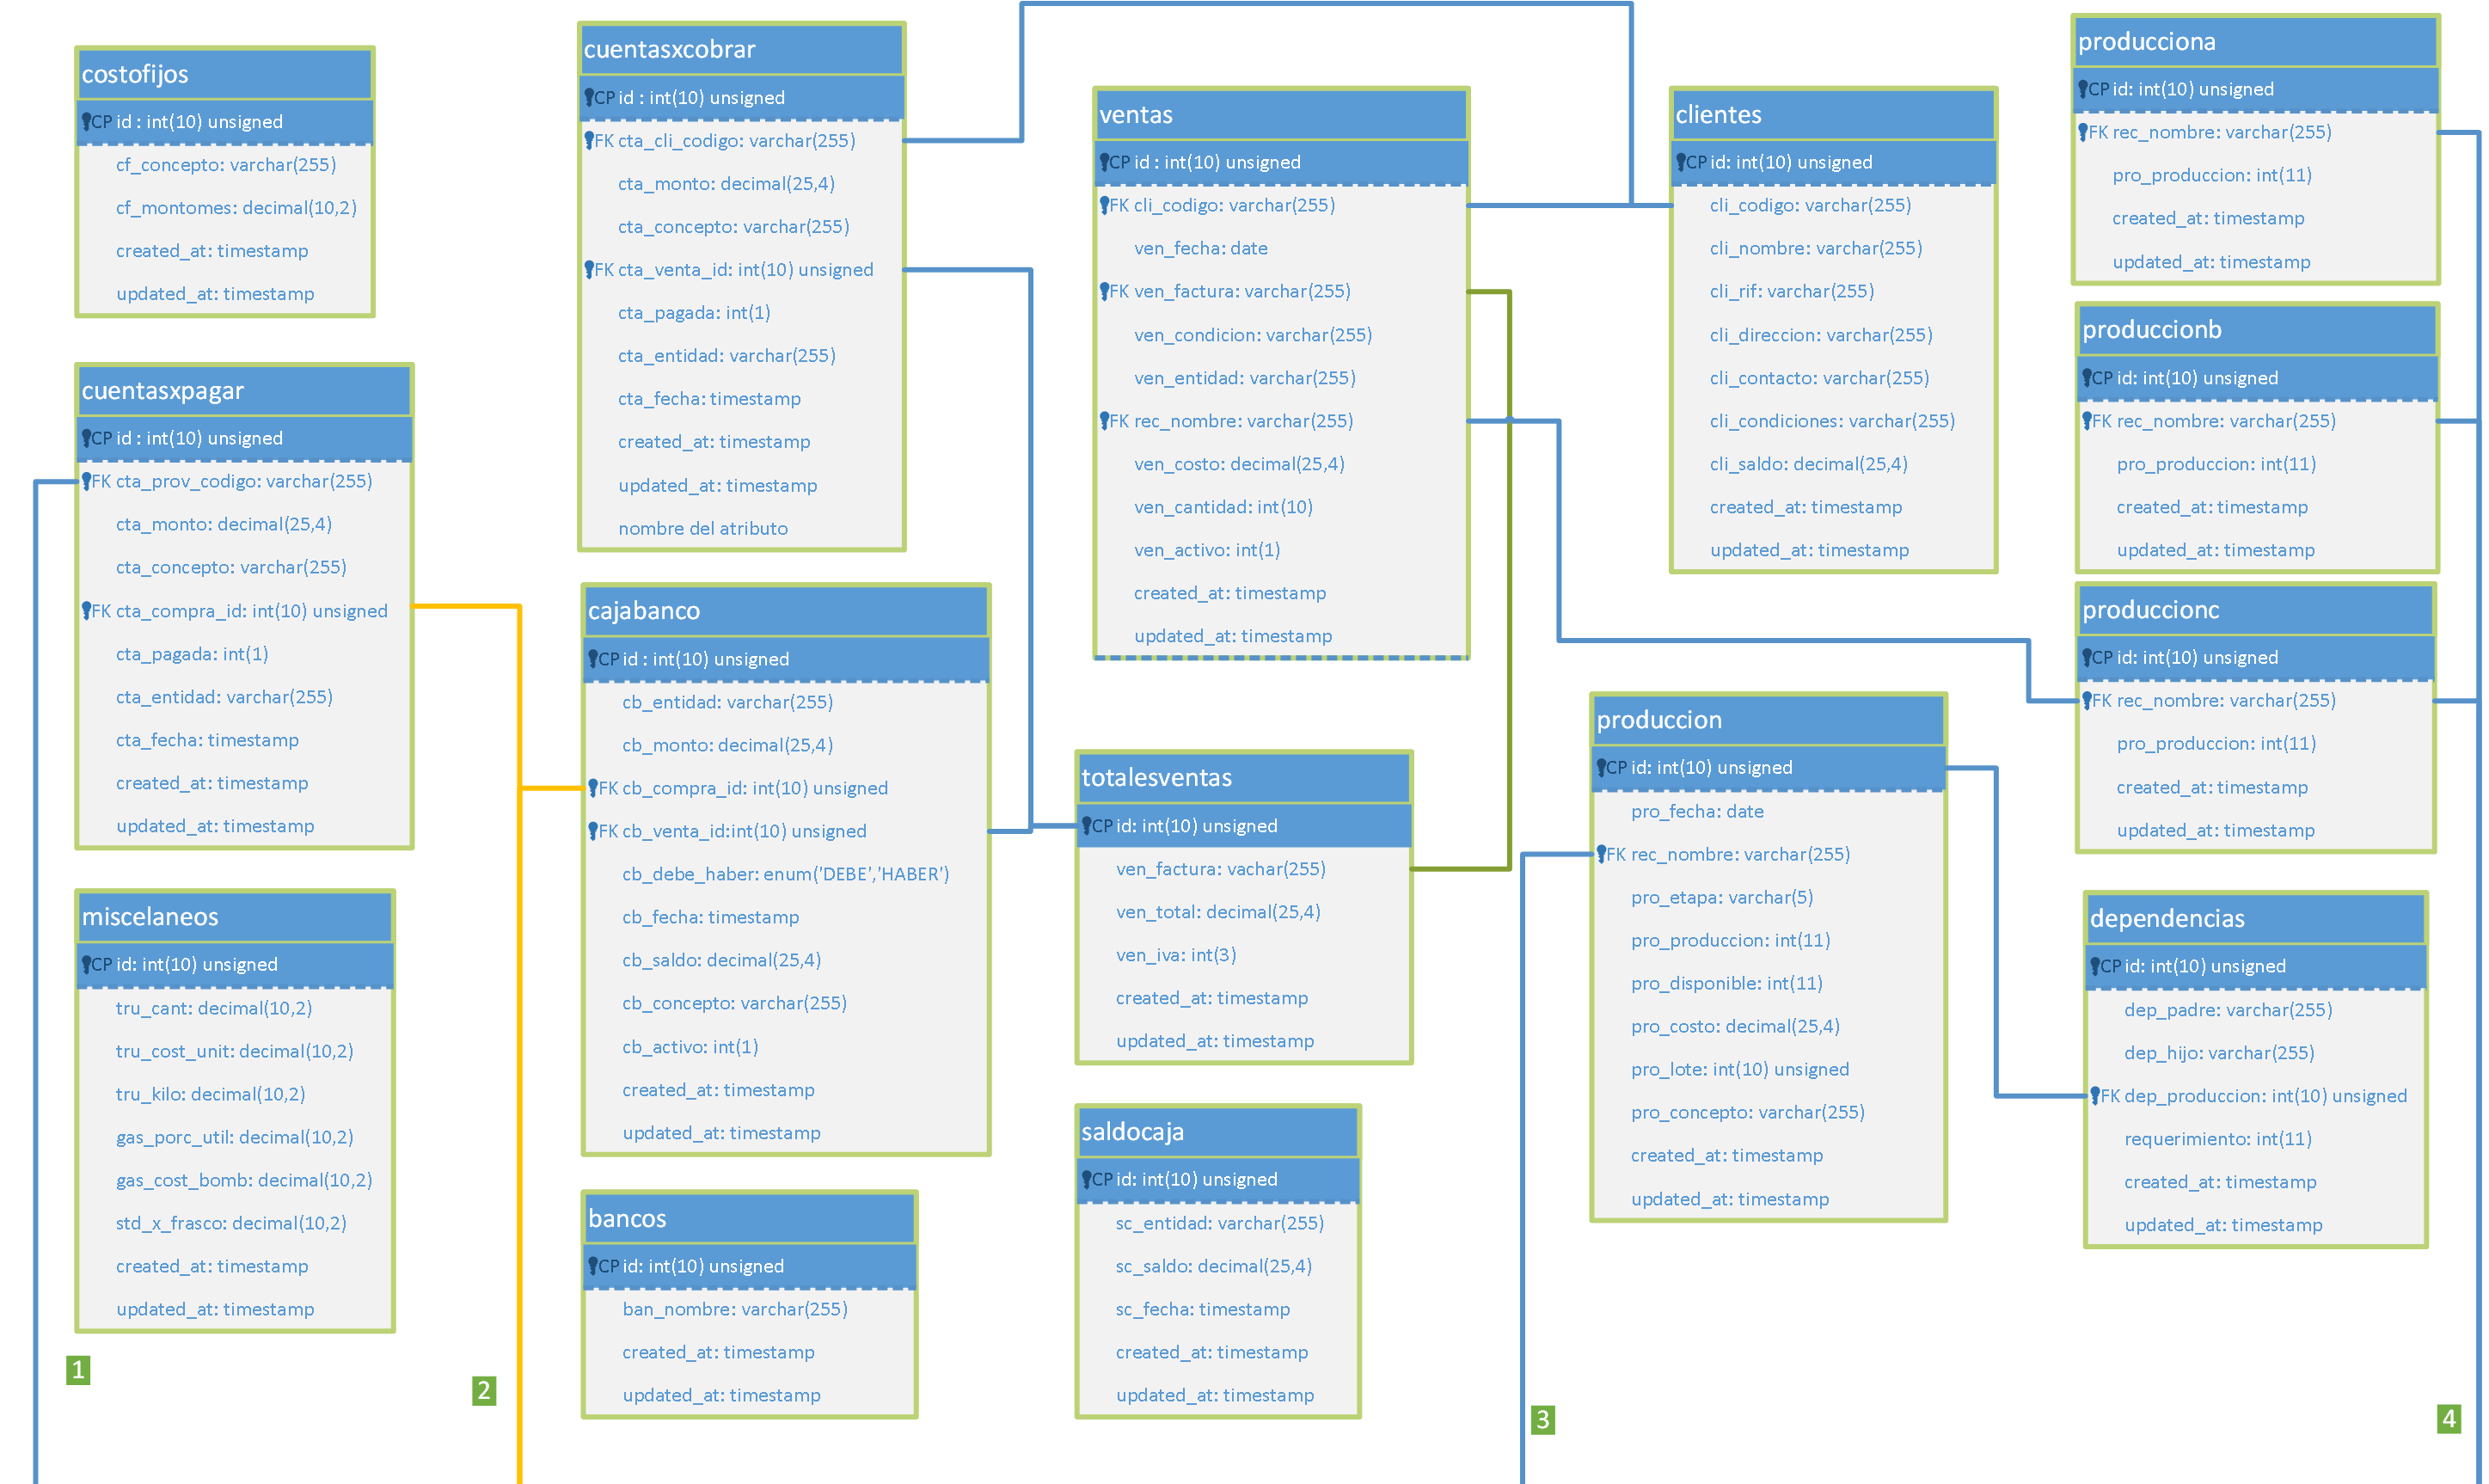 costofijos
CP id : int(10) unsigned
cf_concepto: varchar(255)
cf_montomes: decimal(10,2)
created_at: timestamp
updated_at: timestamp
cuentasxpagar
CP id : int(10) unsigned
FK cta_prov_codigo: varchar(255)
cta_monto: decimal(25,4)
cta_concepto: varchar(255)
FK cta_compra_id: int(10) unsigned
cta_pagada: int(1)
cta_entidad: varchar(255)
cta_fecha: timestamp
created_at: timestamp
updated_at: timestamp
miscelaneos
CP id: int(10) unsigned
tru_cant: decimal(10,2)
tru_cost_unit: decimal(10,2)
tru_kilo: decimal(10,2)
gas_porc_util: decimal(10,2)
gas_cost_bomb: decimal(10,2)
std_x_frasco: decimal(10,2)
created_at: timestamp
updated_at: timestamp
1
2
cuentasxcobrar
CP id : int(10) unsigned
FK cta_cli_codigo: varchar(255)
cta_monto: decimal(25,4)
cta_concepto: varchar(255)
FK cta_venta_id: int(10) unsigned
cta_pagada: int(1)
cta_entidad: varchar(255)
cta_fecha: timestamp
created_at: timestamp
updated_at: timestamp
nombre del atributo
cajabanco
CP id : int(10) unsigned
cb_entidad: varchar(255)
cb_monto: decimal(25,4)
FK cb_compra_id: int(10) unsigned
FK cb_venta_id:int(10) unsigned
cb_debe_haber: enum('DEBE','HABER')
cb_fecha: timestamp
cb_saldo: decimal(25,4)
cb_concepto: varchar(255)
cb_activo: int(1)
created_at: timestamp
updated_at: timestamp
bancos
CP id: int(10) unsigned
ban_nombre: varchar(255)
created_at: timestamp
updated_at: timestamp
ventas
CP id : int(10) unsigned
FK cli_codigo: varchar(255)
ven_fecha: date
FK ven_factura: varchar(255)
ven_condicion: varchar(255)
ven_entidad: varchar(255)
FK rec_nombre: varchar(255)
ven_costo: decimal(25,4)
ven_cantidad: int(10)
ven_activo: int(1)
created_at: timestamp
updated_at: timestamp
totalesventas
CP id: int(10) unsigned
ven_factura: vachar(255)
ven_total: decimal(25,4)
ven_iva: int(3)
created_at: timestamp
updated_at: timestamp
saldocaja
CP id: int(10) unsigned
sc_entidad: varchar(255)
sc_saldo: decimal(25,4)
sc_fecha: timestamp
created_at: timestamp
updated_at: timestamp
3
clientes
CP id: int(10) unsigned
cli_codigo: varchar(255)
cli_nombre: varchar(255)
cli_rif: varchar(255)
cli_direccion: varchar(255)
cli_contacto: varchar(255)
cli_condiciones: varchar(255)
cli_saldo: decimal(25,4)
created_at: timestamp
updated_at: timestamp
produccion
CP id: int(10) unsigned
pro_fecha: date
FK rec_nombre: varchar(255)
pro_etapa: varchar(5)
pro_produccion: int(11)
pro_disponible: int(11)
pro_costo: decimal(25,4)
pro_lote: int(10) unsigned
pro_concepto: varchar(255)
created_at: timestamp
updated_at: timestamp
producciona
CP id: int(10) unsigned
FK rec_nombre: varchar(255)
pro_produccion: int(11)
created_at: timestamp
updated_at: timestamp
produccionb
CP id: int(10) unsigned
FK rec_nombre: varchar(255)
pro_produccion: int(11)
created_at: timestamp
updated_at: timestamp
produccionc
CP id: int(10) unsigned
FK rec_nombre: varchar(255)
pro_produccion: int(11)
created_at: timestamp
updated_at: timestamp
dependencias
CP id: int(10) unsigned
dep_padre: varchar(255)
dep_hijo: varchar(255)
FK dep_produccion: int(10) unsigned
requerimiento: int(11)
created_at: timestamp
updated_at: timestamp
4